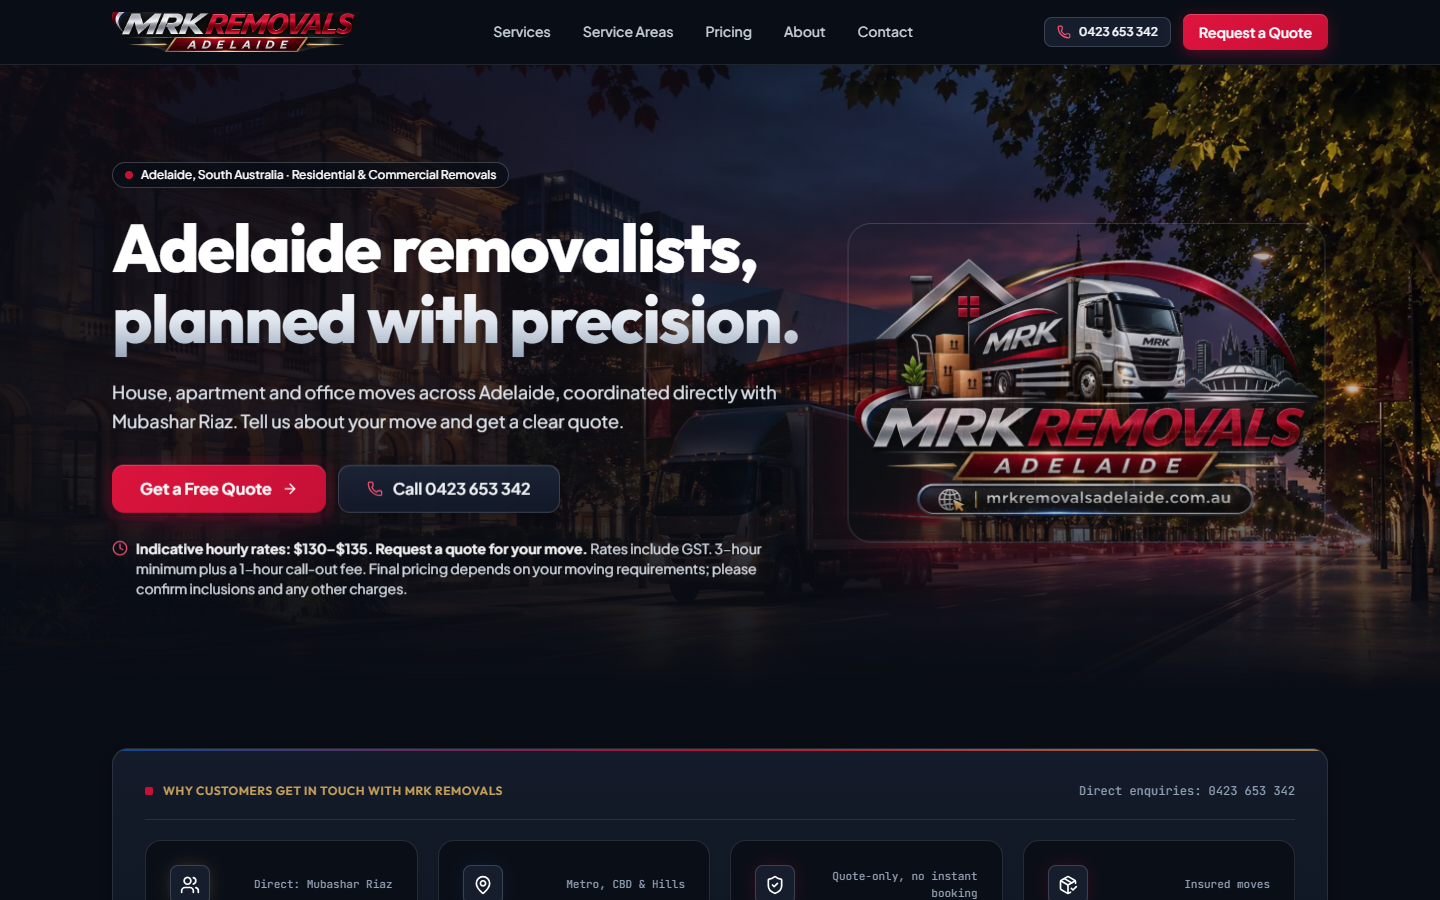 MRK REMOVALS
ADELAIDE
Services
Service Areas
Pricing
About
Contact
0423 653 342
Request a Quote
Adelaide, South Australia · Residential & Commercial Removals
Adelaide removalists,
planned with precision.
House, apartment and office moves across Adelaide, coordinated directly with
Mubashar Riaz. Tell us about your move and get a clear quote.
Get a Free Quote
Call 0423 653 342
Indicative hourly rates: $130–$135. Request a quote for your move. Rates include GST. 3-hour
minimum plus a 1-hour call-out fee. Final pricing depends on your moving requirements; please
confirm inclusions and any other charges.
MRK
MRK
MRK REMOVALS
ADELAIDE
| mrkremovalsadelaide.com.au
WHY CUSTOMERS GET IN TOUCH WITH MRK REMOVALS
Direct enquiries: 0423 653 342
Direct: Mubashar Riaz
Metro, CBD & Hills
Quote-only, no instant
booking
Insured moves